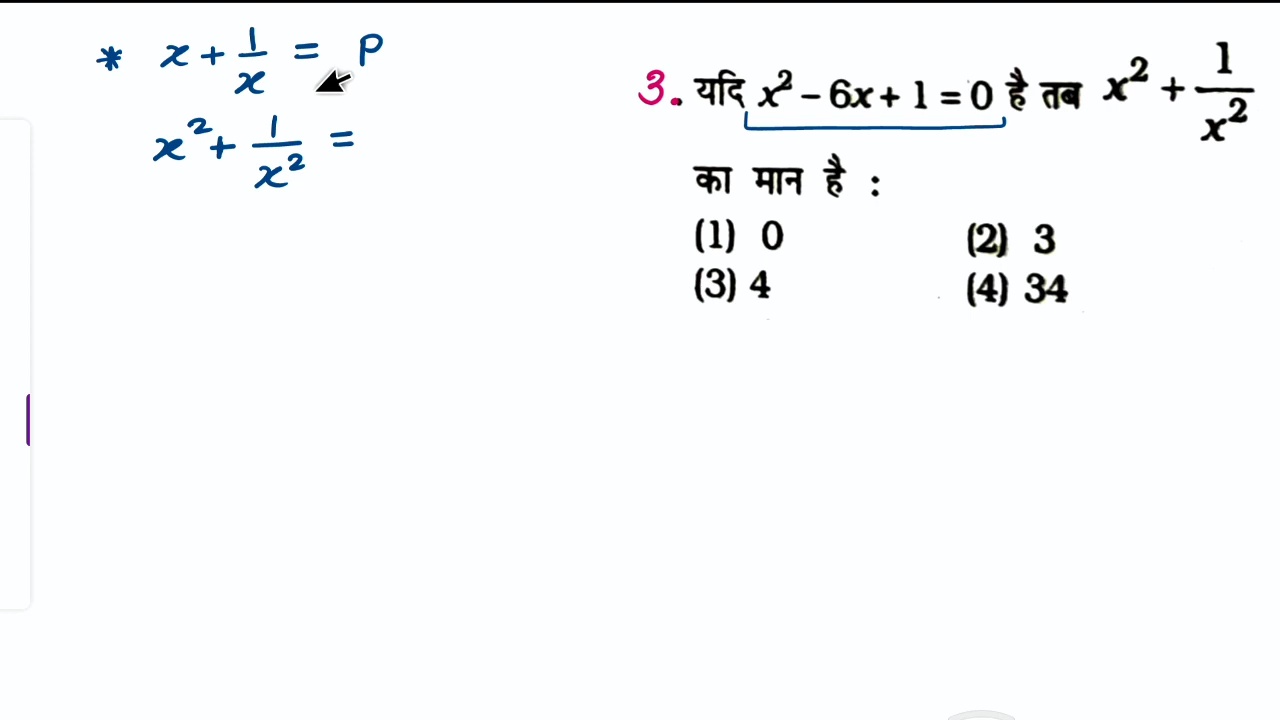 * x + 1/x = P
x² + 1/x² =
3. यदि x² – 6x + 1 = 0 है तब x² + 1/x²
का मान है :
(1) 0 (2) 3
(3) 4 (4) 34